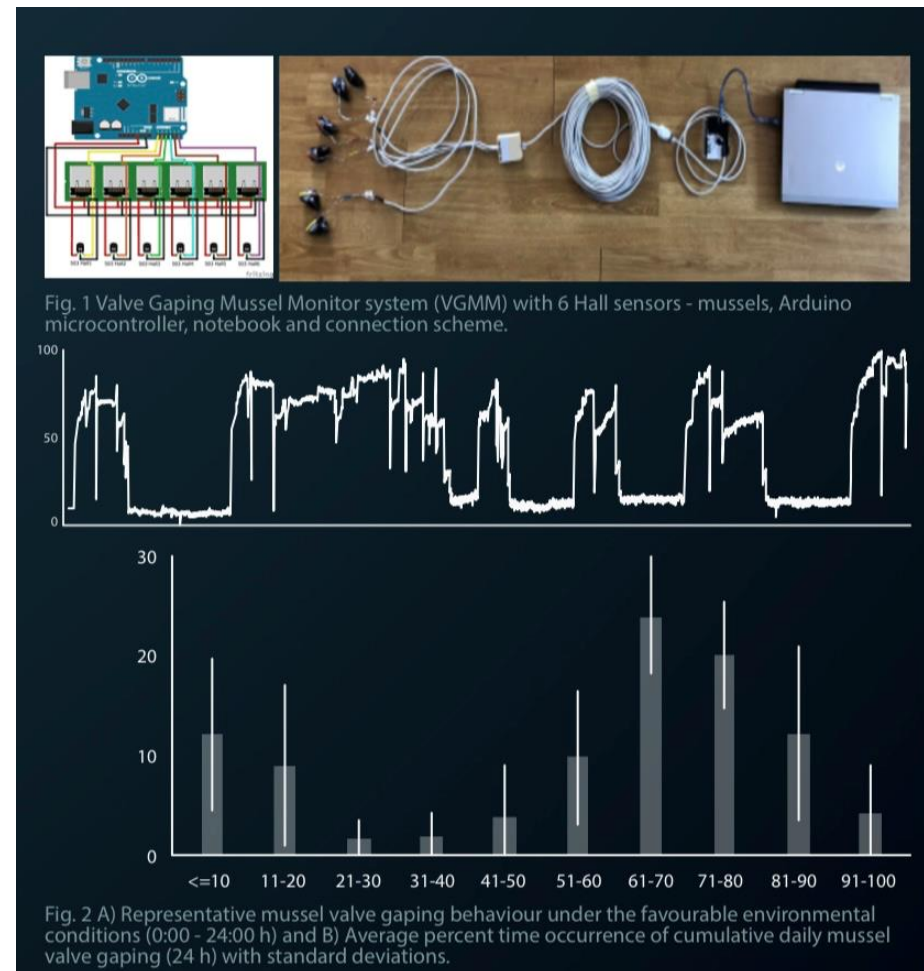 fritzing
Fig. 1 Valve Gaping Mussel Monitor system (VGMM) with 6 Hall sensors - mussels, Arduino
microcontroller, notebook and connection scheme.
100
50
0
30
20
10
0
<=10 11-20 21-30 31-40 41-50 51-60 61-70 71-80 81-90 91-100
Fig. 2 A) Representative mussel valve gaping behaviour under the favourable environmental
conditions (0:00 - 24:00 h) and B) Average percent time occurrence of cumulative daily mussel
valve gaping (24 h) with standard deviations.